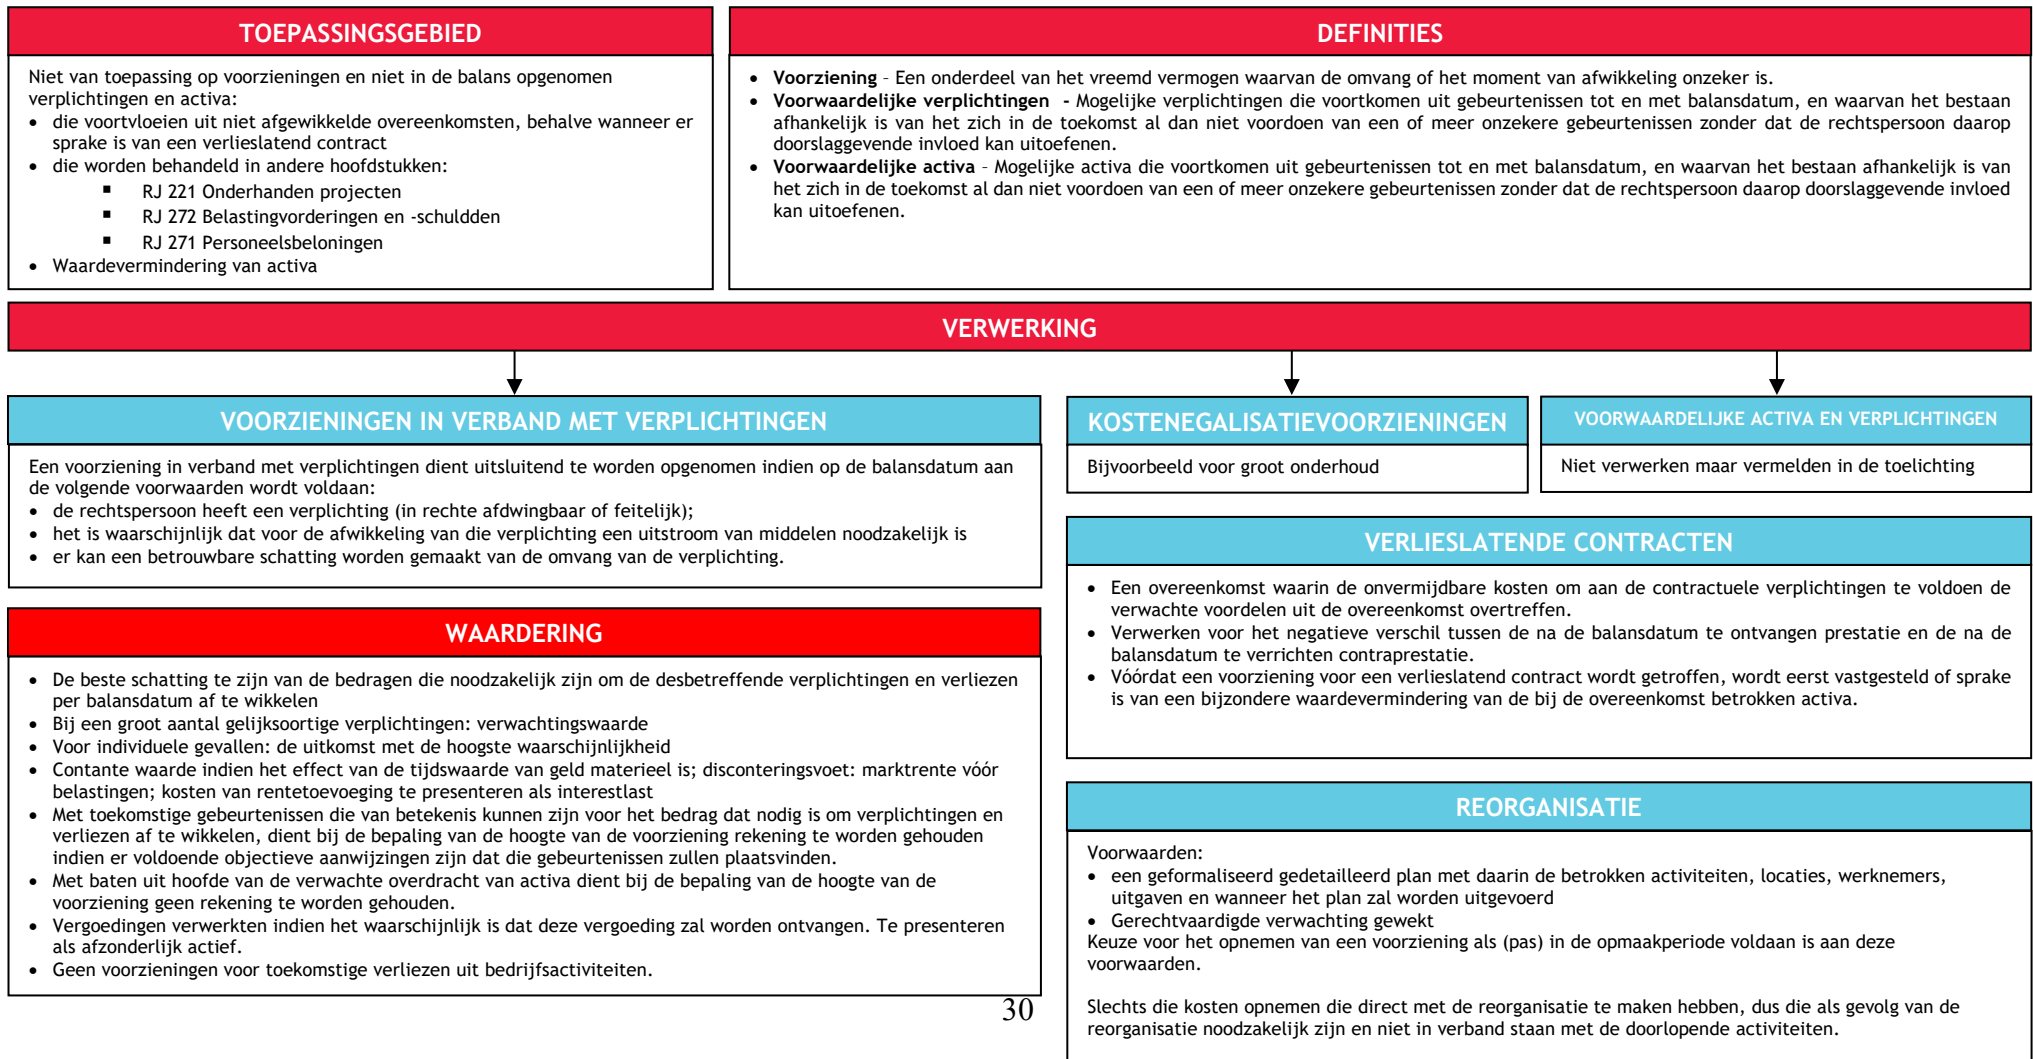 TOEPASSINGSGEBIED
Niet van toepassing op voorzieningen en niet in de balans opgenomen
verplichtingen en activa:
• die voortvloeien uit niet afgewikkelde overeenkomsten, behalve wanneer er
sprake is van een verlieslatend contract
• die worden behandeld in andere hoofdstukken:
▪ RJ 221 Onderhanden projecten
▪ RJ 272 Belastingvorderingen en -schuldden
▪ RJ 271 Personeelsbeloningen
• Waardevermindering van activa
DEFINITIES
• Voorziening – Een onderdeel van het vreemd vermogen waarvan de omvang of het moment van afwikkeling onzeker is.
• Voorwaardelijke verplichtingen - Mogelijke verplichtingen die voortkomen uit gebeurtenissen tot en met balansdatum, en waarvan het bestaan
afhankelijk is van het zich in de toekomst al dan niet voordoen van een of meer onzekere gebeurtenissen zonder dat de rechtspersoon daarop
doorslaggevende invloed kan uitoefenen.
• Voorwaardelijke activa – Mogelijke activa die voortkomen uit gebeurtenissen tot en met balansdatum, en waarvan het bestaan afhankelijk is van
het zich in de toekomst al dan niet voordoen van een of meer onzekere gebeurtenissen zonder dat de rechtspersoon daarop doorslaggevende invloed
kan uitoefenen.
VERWERKING
VOORZIENINGEN IN VERBAND MET VERPLICHTINGEN
Een voorziening in verband met verplichtingen dient uitsluitend te worden opgenomen indien op de balansdatum aan
de volgende voorwaarden wordt voldaan:
• de rechtspersoon heeft een verplichting (in rechte afdwingbaar of feitelijk);
• het is waarschijnlijk dat voor de afwikkeling van die verplichting een uitstroom van middelen noodzakelijk is
• er kan een betrouwbare schatting worden gemaakt van de omvang van de verplichting.
KOSTENEGALISATIEVOORZIENINGEN
Bijvoorbeeld voor groot onderhoud
VOORWAARDELIJKE ACTIVA EN VERPLICHTINGEN
Niet verwerken maar vermelden in de toelichting
WAARDERING
• De beste schatting te zijn van de bedragen die noodzakelijk zijn om de desbetreffende verplichtingen en verliezen
per balansdatum af te wikkelen
• Bij een groot aantal gelijksoortige verplichtingen: verwachtingswaarde
• Voor individuele gevallen: de uitkomst met de hoogste waarschijnlijkheid
• Contante waarde indien het effect van de tijdswaarde van geld materieel is; disconteringsvoet: marktrente vóór
belastingen; kosten van rentetoevoeging te presenteren als interestlast
• Met toekomstige gebeurtenissen die van betekenis kunnen zijn voor het bedrag dat nodig is om verplichtingen en
verliezen af te wikkelen, dient bij de bepaling van de hoogte van de voorziening rekening te worden gehouden
indien er voldoende objectieve aanwijzingen zijn dat die gebeurtenissen zullen plaatsvinden.
• Met baten uit hoofde van de verwachte overdracht van activa dient bij de bepaling van de hoogte van de
voorziening geen rekening te worden gehouden.
• Vergoedingen verwerkten indien het waarschijnlijk is dat deze vergoeding zal worden ontvangen. Te presenteren
als afzonderlijk actief.
• Geen voorzieningen voor toekomstige verliezen uit bedrijfsactiviteiten.
VERLIESLATENDE CONTRACTEN
• Een overeenkomst waarin de onvermijdbare kosten om aan de contractuele verplichtingen te voldoen de
verwachte voordelen uit de overeenkomst overtreffen.
• Verwerken voor het negatieve verschil tussen de na de balansdatum te ontvangen prestatie en de na de
balansdatum te verrichten contraprestatie.
• Vóórdat een voorziening voor een verlieslatend contract wordt getroffen, wordt eerst vastgesteld of sprake
is van een bijzondere waardevermindering van de bij de overeenkomst betrokken activa.
REORGANISATIE
Voorwaarden:
• een geformaliseerd gedetailleerd plan met daarin de betrokken activiteiten, locaties, werknemers,
uitgaven en wanneer het plan zal worden uitgevoerd
• Gerechtvaardigde verwachting gewekt
Keuze voor het opnemen van een voorziening als (pas) in de opmaakperiode voldaan is aan deze
voorwaarden.
Slechts die kosten opnemen die direct met de reorganisatie te maken hebben, dus die als gevolg van de
reorganisatie noodzakelijk zijn en niet in verband staan met de doorlopende activiteiten.
30